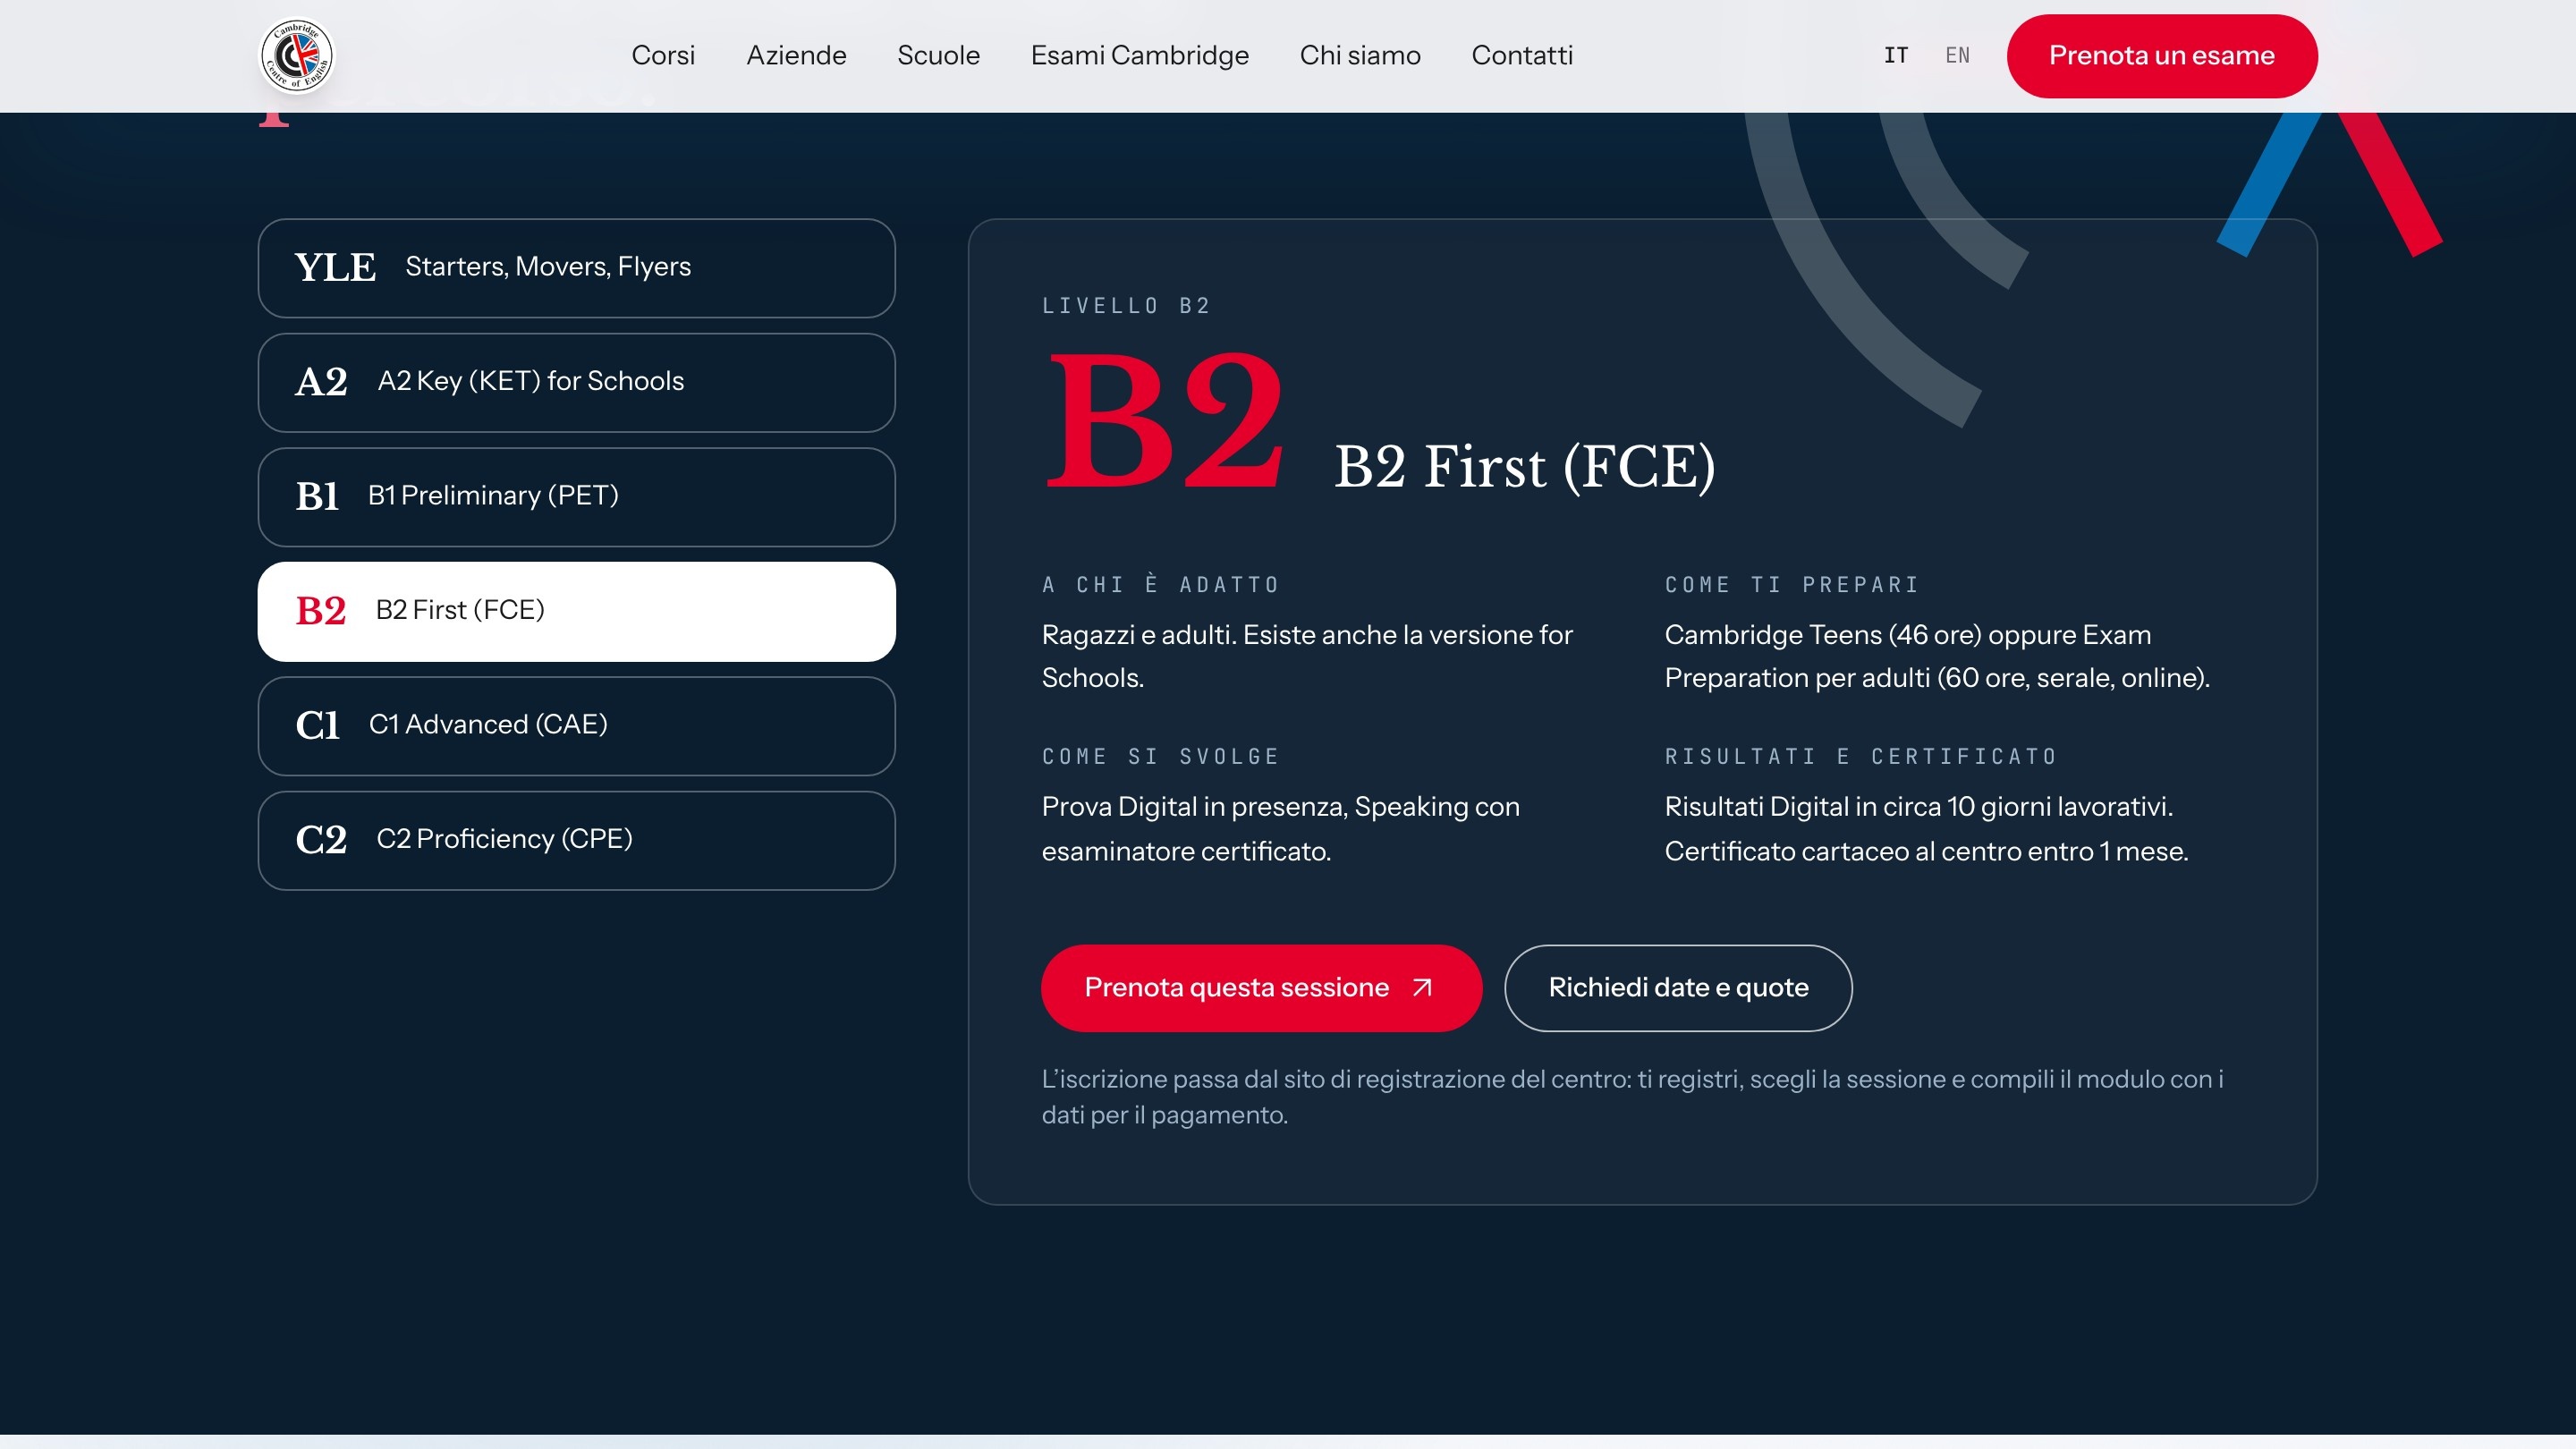 Cambridge
Centre of English
Corsi
Aziende
Scuole
Esami Cambridge
Chi siamo
Contatti
IT
EN
Prenota un esame
YLE Starters, Movers, Flyers
A2 A2 Key (KET) for Schools
B1 B1 Preliminary (PET)
B2 B2 First (FCE)
C1 C1 Advanced (CAE)
C2 C2 Proficiency (CPE)
LIVELLO B2
B2 B2 First (FCE)
A CHI È ADATTO
Ragazzi e adulti. Esiste anche la versione for
Schools.
COME TI PREPARI
Cambridge Teens (46 ore) oppure Exam
Preparation per adulti (60 ore, serale, online).
COME SI SVOLGE
Prova Digital in presenza, Speaking con
esaminatore certificato.
RISULTATI E CERTIFICATO
Risultati Digital in circa 10 giorni lavorativi.
Certificato cartaceo al centro entro 1 mese.
Prenota questa sessione
Richiedi date e quote
L’iscrizione passa dal sito di registrazione del centro: ti registri, scegli la sessione e compili il modulo con i
dati per il pagamento.